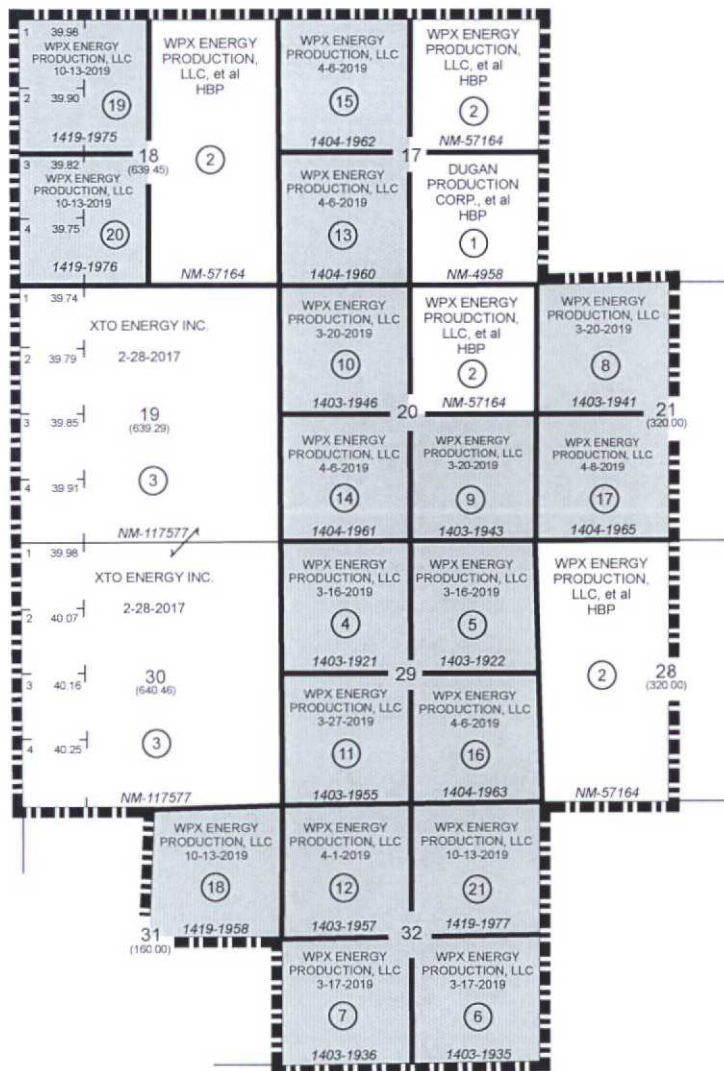 1 39.98
2 39.90
WPX ENERGY
PRODUCTION, LLC
10-13-2019
19
1419-1975
3 39.82
4 39.75
WPX ENERGY
PRODUCTION, LLC
10-13-2019
20
1419-1976
18
(639.45)
WPX ENERGY
PRODUCTION,
LLC, et al
HBP
2
NM-57164
WPX ENERGY
PRODUCTION, LLC
4-6-2019
15
1404-1962
WPX ENERGY
PRODUCTION,
LLC, et al
HBP
2
NM-57164
17
WPX ENERGY
PRODUCTION, LLC
4-6-2019
13
1404-1960
DUGAN
PRODUCTION
CORP., et al
HBP
1
NM-4958
1 39.74
2 39.79
3 39.85
4 39.91
XTO ENERGY INC.
2-28-2017
19
(639.29)
3
NM-117577
WPX ENERGY
PRODUCTION, LLC
3-20-2019
10
1403-1946
WPX ENERGY
PROUDCTION,
LLC, et al
HBP
2
NM-57164
WPX ENERGY
PRODUCTION, LLC
3-20-2019
8
1403-1941
20
21
(320.00)
WPX ENERGY
PRODUCTION, LLC
4-6-2019
14
1404-1961
WPX ENERGY
PRODUCTION, LLC
3-20-2019
9
1403-1943
WPX ENERGY
PRODUCTION, LLC
4-6-2019
17
1404-1965
1 39.98
2 40.07
3 40.16
4 40.25
XTO ENERGY INC.
2-28-2017
30
(640.46)
3
NM-117577
WPX ENERGY
PRODUCTION, LLC
3-16-2019
4
1403-1921
WPX ENERGY
PRODUCTION, LLC
3-16-2019
5
1403-1922
WPX ENERGY
PRODUCTION,
LLC, et al
HBP
2
28
(320.00)
NM-57164
29
WPX ENERGY
PRODUCTION, LLC
3-27-2019
11
1403-1955
WPX ENERGY
PRODUCTION, LLC
4-6-2019
16
1404-1963
WPX ENERGY
PRODUCTION, LLC
10-13-2019
18
1419-1958
31
(160.00)
WPX ENERGY
PRODUCTION, LLC
4-1-2019
12
1403-1957
WPX ENERGY
PRODUCTION, LLC
10-13-2019
21
1419-1977
32
WPX ENERGY
PRODUCTION, LLC
3-17-2019
7
1403-1936
WPX ENERGY
PRODUCTION, LLC
3-17-2019
6
1403-1935